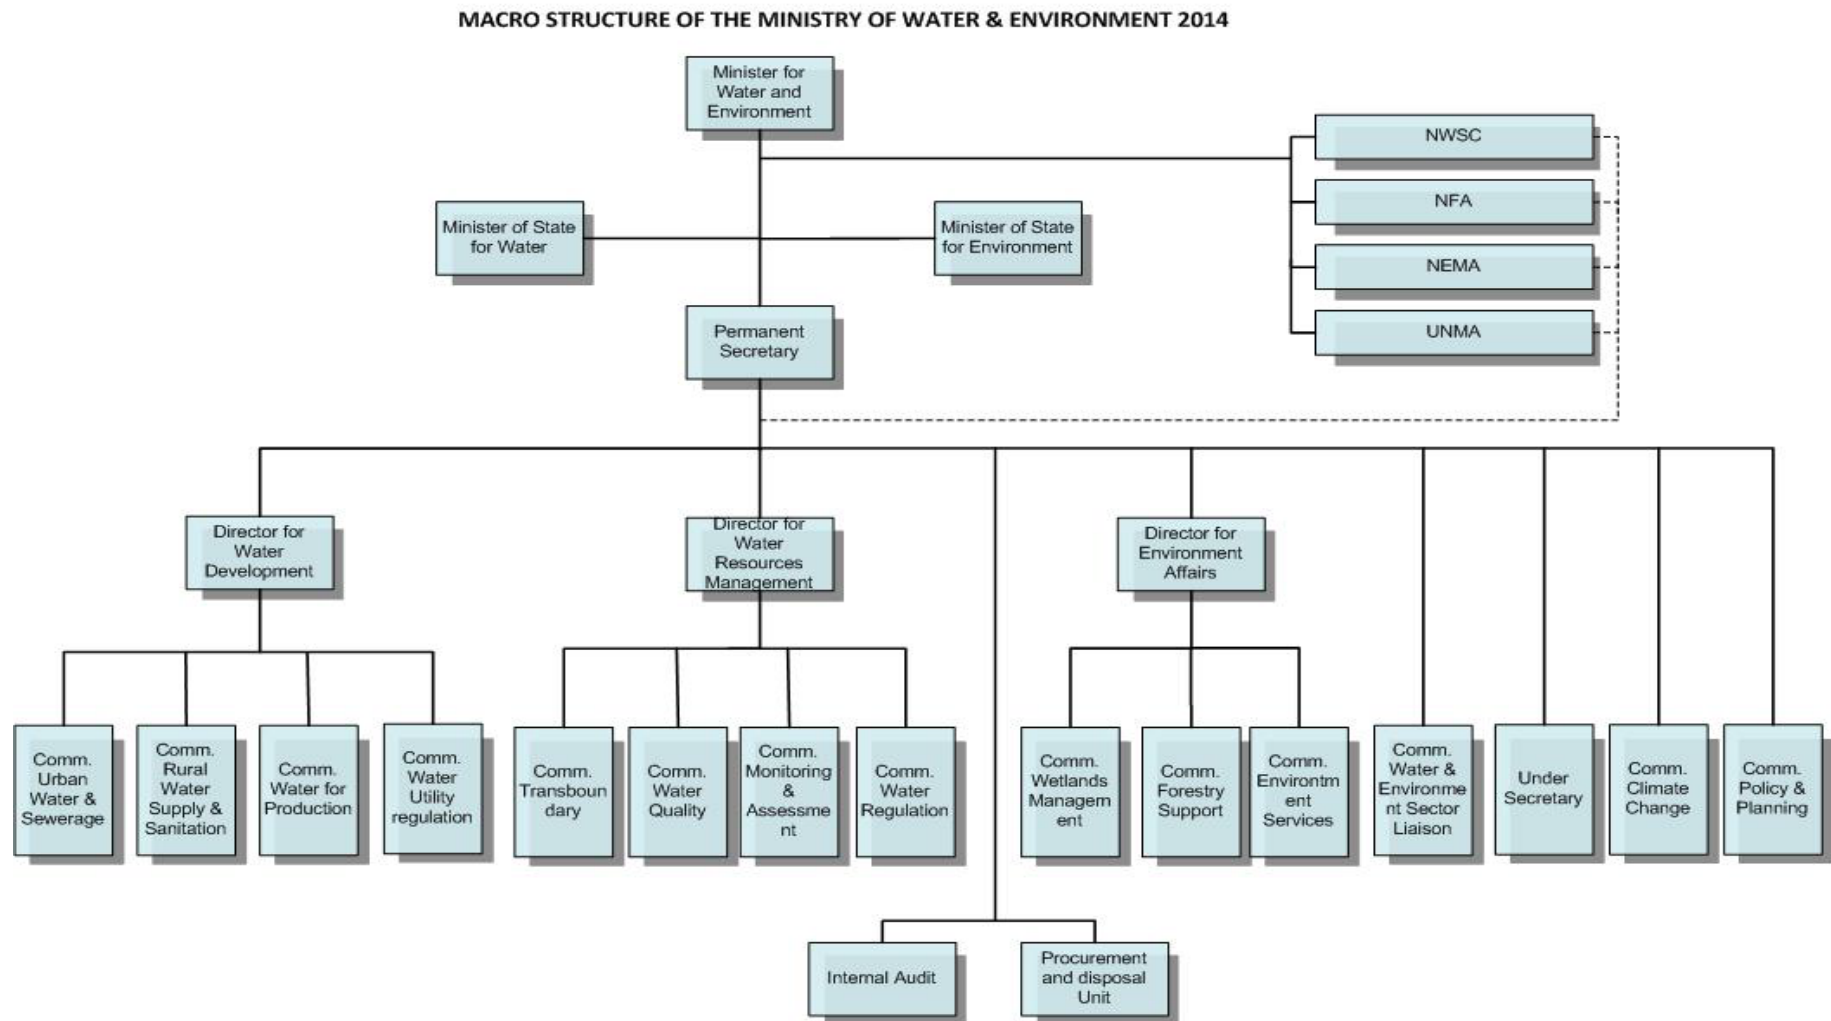 MACRO STRUCTURE OF THE MINISTRY OF WATER & ENVIRONMENT 2014
Minister for
Water and
Environment
NWSC
NFA
NEMA
UNMA
Minister of State
for Water
Minister of State
for Environment
Permanent
Secretary
Director for
Water
Development
Director for
Water
Resources
Management
Director for
Environment
Affairs
Comm.
Urban
Water &
Sewerage
Comm.
Rural
Water
Supply &
Sanitation
Comm.
Water for
Production
Comm.
Water
Utility
regulation
Comm.
Transboun
dary
Comm.
Water
Quality
Comm.
Monitoring
&
Assessme
nt
Comm.
Water
Regulation
Comm.
Wetlands
Managem
ent
Comm.
Forestry
Support
Comm.
Environtm
ent
Services
Comm.
Water &
Environme
nt Sector
Liaison
Under
Secretary
Comm.
Climate
Change
Comm.
Policy &
Planning
Internal Audit
Procurement
and disposal
Unit